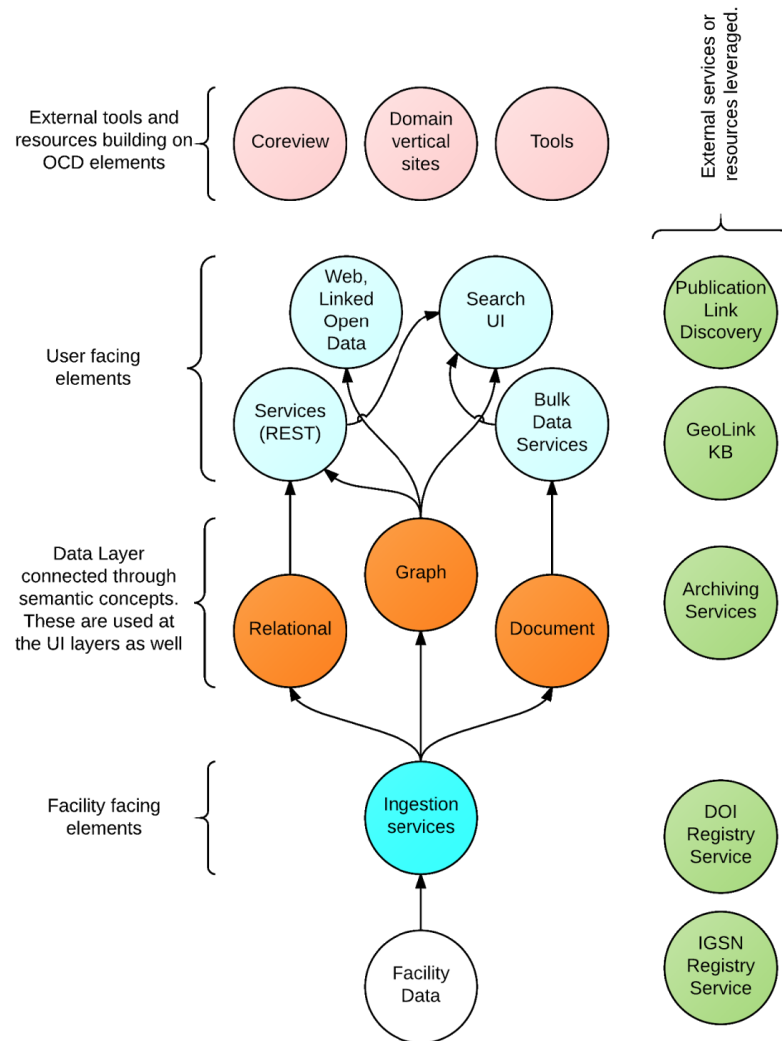 External services or
resources leveraged.
External tools and
resources building on
OCD elements
Coreview
Domain
vertical
sites
Tools
User facing
elements
Web,
Linked
Open
Data
Search
UI
Services
(REST)
Bulk
Data
Services
Publication
Link
Discovery
GeoLink
KB
Data Layer
connected through
semantic concepts.
These are used at
the UI layers as well
Relational
Graph
Document
Archiving
Services
Facility facing
elements
Ingestion
services
DOI
Registry
Service
Facility
Data
IGSN
Registry
Service